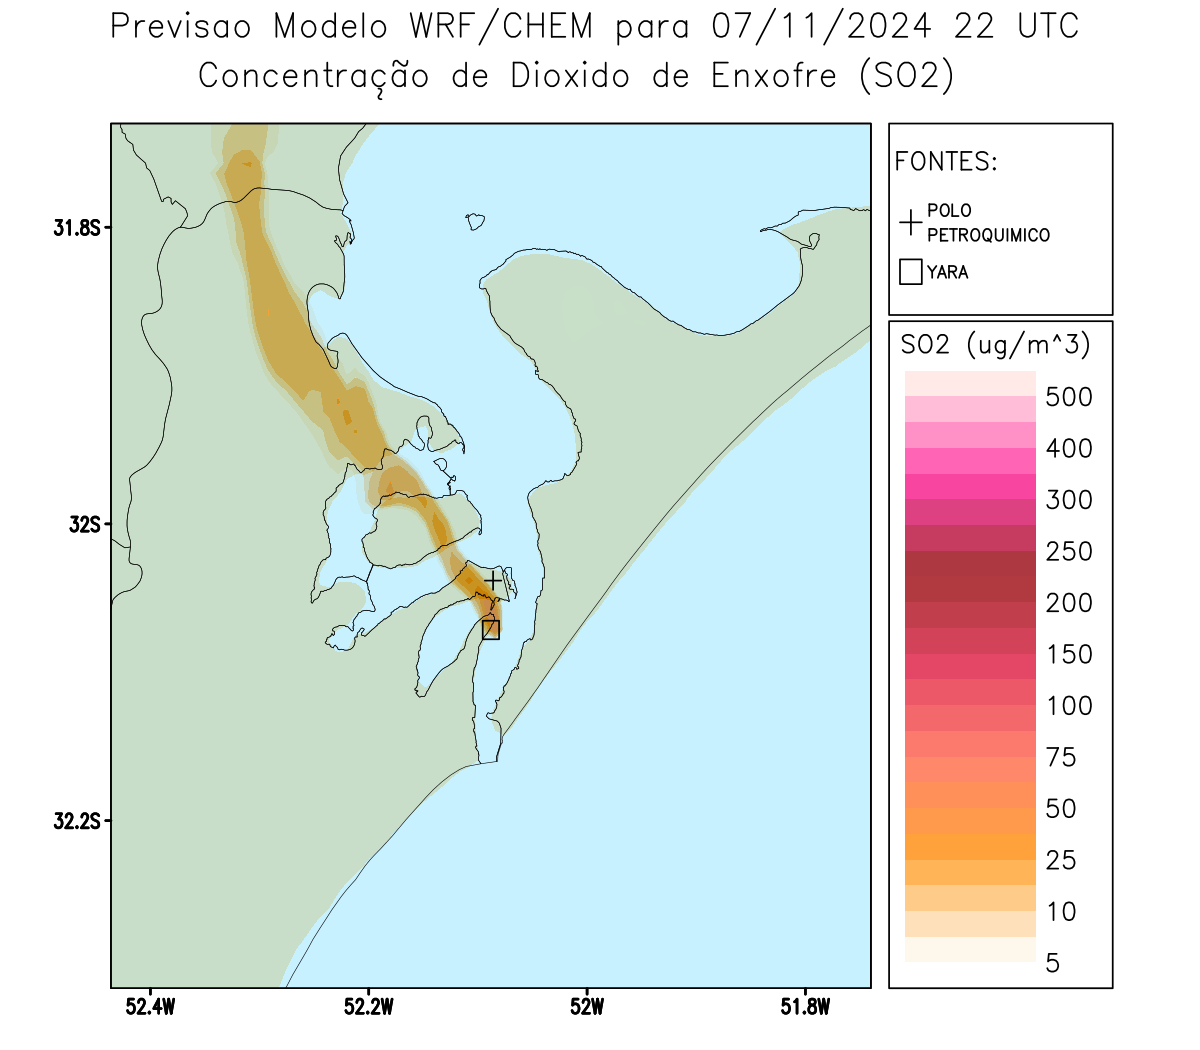 Previsao Modelo WRF/CHEM para 07/11/2024 22 UTC
Concentração de Dioxido de Enxofre (SO2)
FONTES:
POLO
PETROQUIMICO
YARA
SO2 (ug/m^3)
500
400
300
250
200
150
100
75
50
25
10
5
31.8S
32S
32.2S
52.4W
52.2W
52W
51.8W